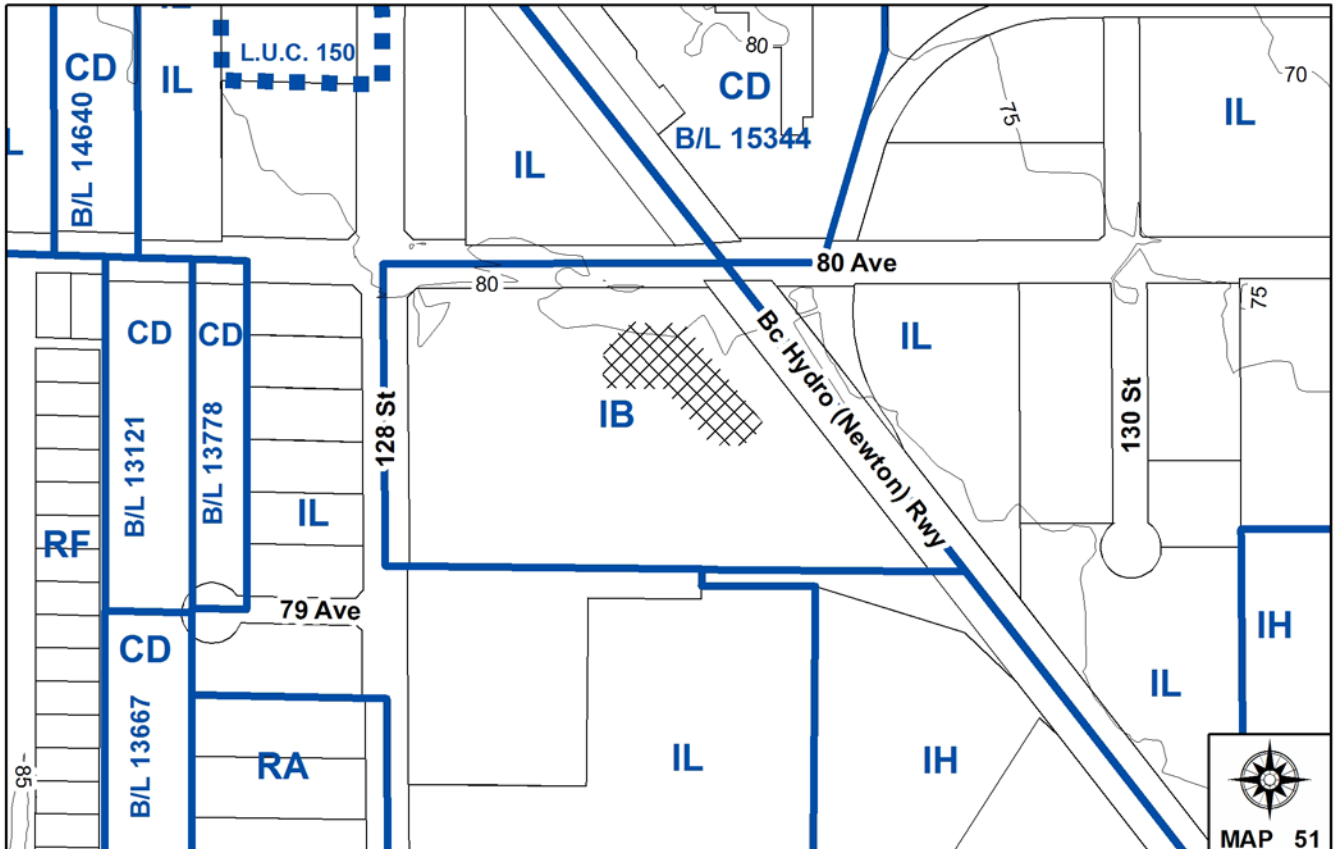 CD
IL
L.U.C. 150
80
CD
B/L 15344
75
70
IL
B/L 14640
IL
80 Ave
80
75
CD
CD
IL
Bc Hydro (Newton) Rwy
128 St
IB
130 St
B/L 13121
B/L 13778
IL
RF
79 Ave
CD
IH
IL
B/L 13667
RA
IL
IH
85
MAP 51